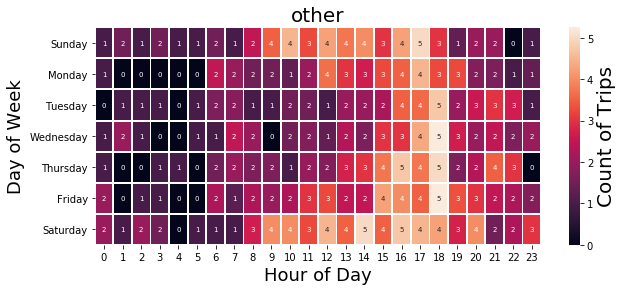 other
Sunday 1 2 1 2 1 1 2 1 2 4 4 3 4 4 4 3 4 5 3 1 2 2 0 1
Monday 1 0 0 0 0 0 2 2 2 2 1 2 4 3 3 3 4 4 3 3 2 2 1 1
Tuesday 0 1 1 1 0 1 2 2 1 1 2 2 1 2 2 2 4 4 5 2 3 3 3 1
Wednesday 1 2 1 0 0 1 1 2 2 0 2 2 1 2 2 3 3 4 5 3 2 2 2 2
Thursday 1 0 0 1 1 0 2 2 2 2 1 2 2 3 3 4 5 4 5 2 2 4 3 0
Friday 2 0 1 1 0 0 2 1 2 2 2 3 3 2 2 4 4 4 5 3 3 2 2 2
Saturday 2 1 2 2 0 1 1 1 3 4 4 3 4 4 5 4 5 4 4 3 4 2 2 3
0 1 2 3 4 5 6 7 8 9 10 11 12 13 14 15 16 17 18 19 20 21 22 23
Hour of Day
Day of Week
5
4
3
2
1
0
Count of Trips